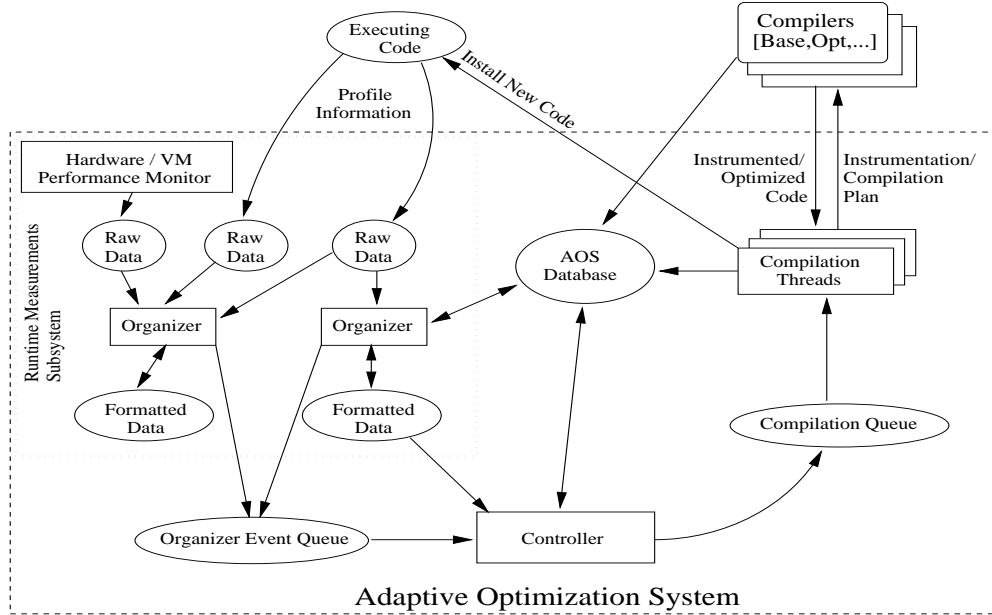 Executing
Code
Compilers
[Base,Opt,...]
Install New Code
Profile
Information
Hardware / VM
Performance Monitor
Instrumented/
Optimized
Code
Instrumentation/
Compilation
Plan
Raw
Data
Raw
Data
Raw
Data
AOS
Database
Compilation
Threads
Runtime Measurements
Subsystem
Organizer
Organizer
Formatted
Data
Formatted
Data
Compilation Queue
Organizer Event Queue
Controller
Adaptive Optimization System